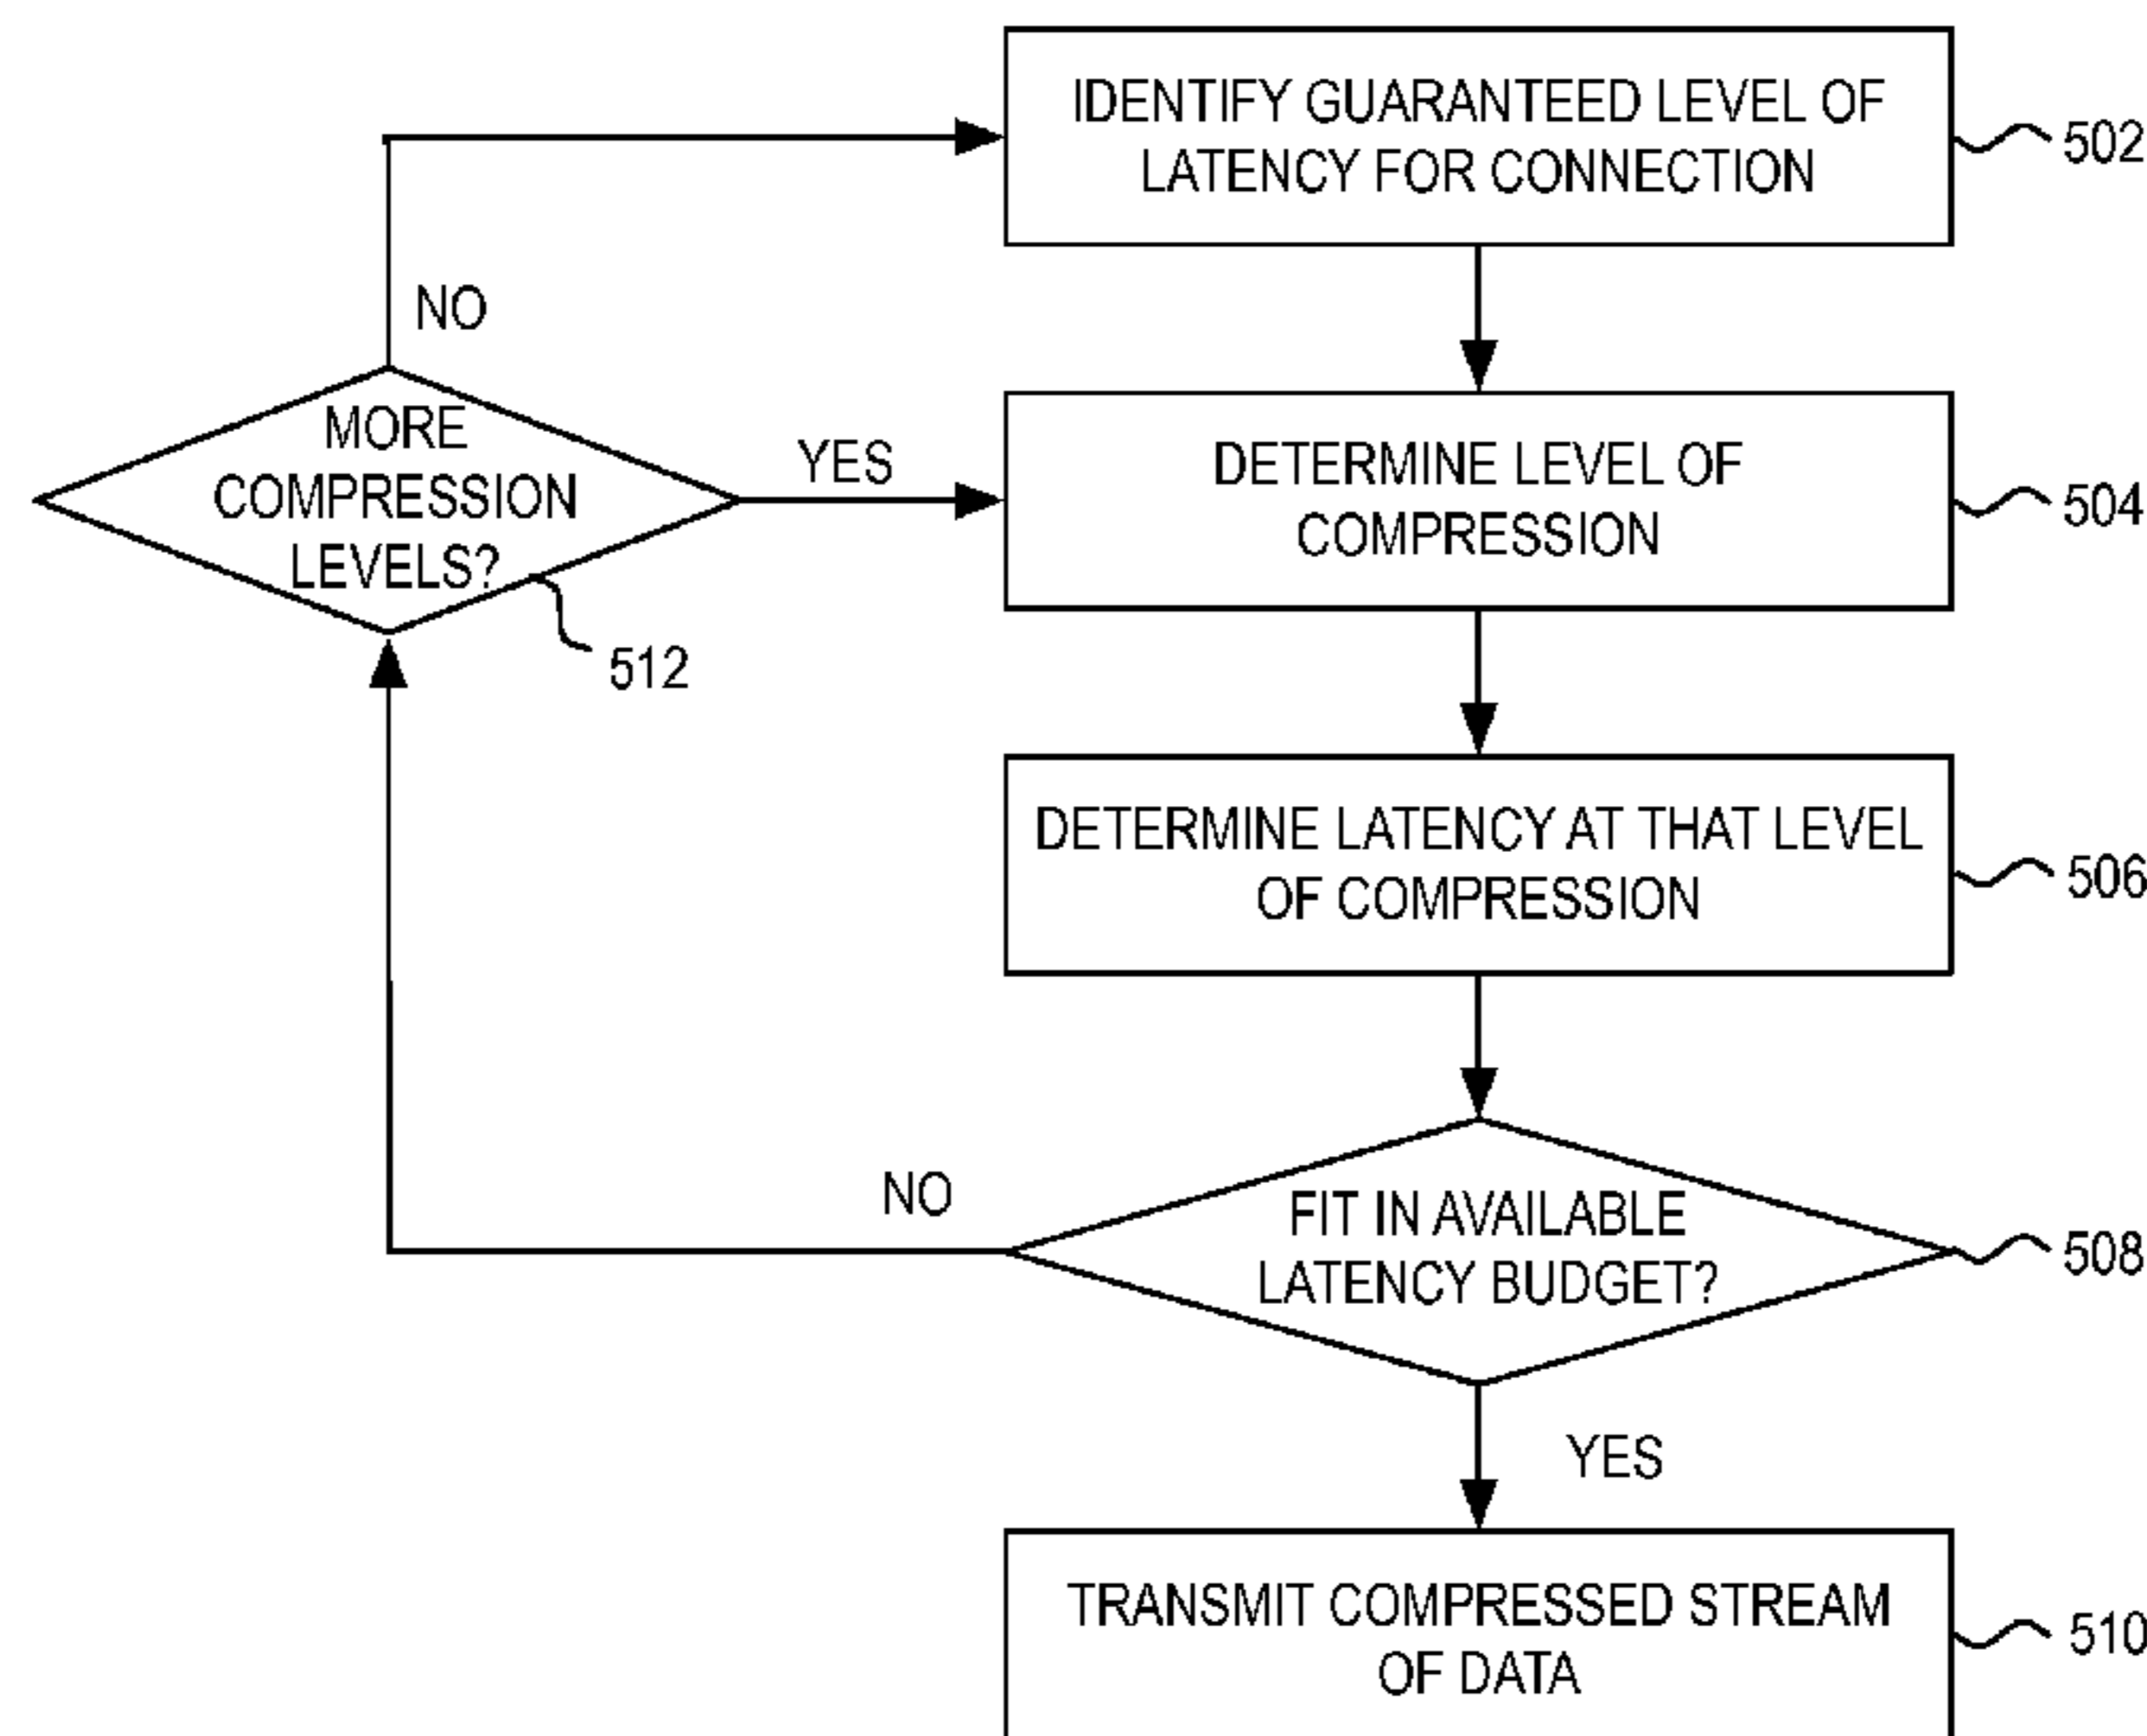 IDENTIFY GUARANTEED LEVEL OF
LATENCY FOR CONNECTION
502
NO
MORE
COMPRESSION
LEVELS?
512
YES
DETERMINE LEVEL OF
COMPRESSION
504
DETERMINE LATENCY AT THAT LEVEL
OF COMPRESSION
506
NO
FIT IN AVAILABLE
LATENCY BUDGET?
508
YES
TRANSMIT COMPRESSED STREAM
OF DATA
510